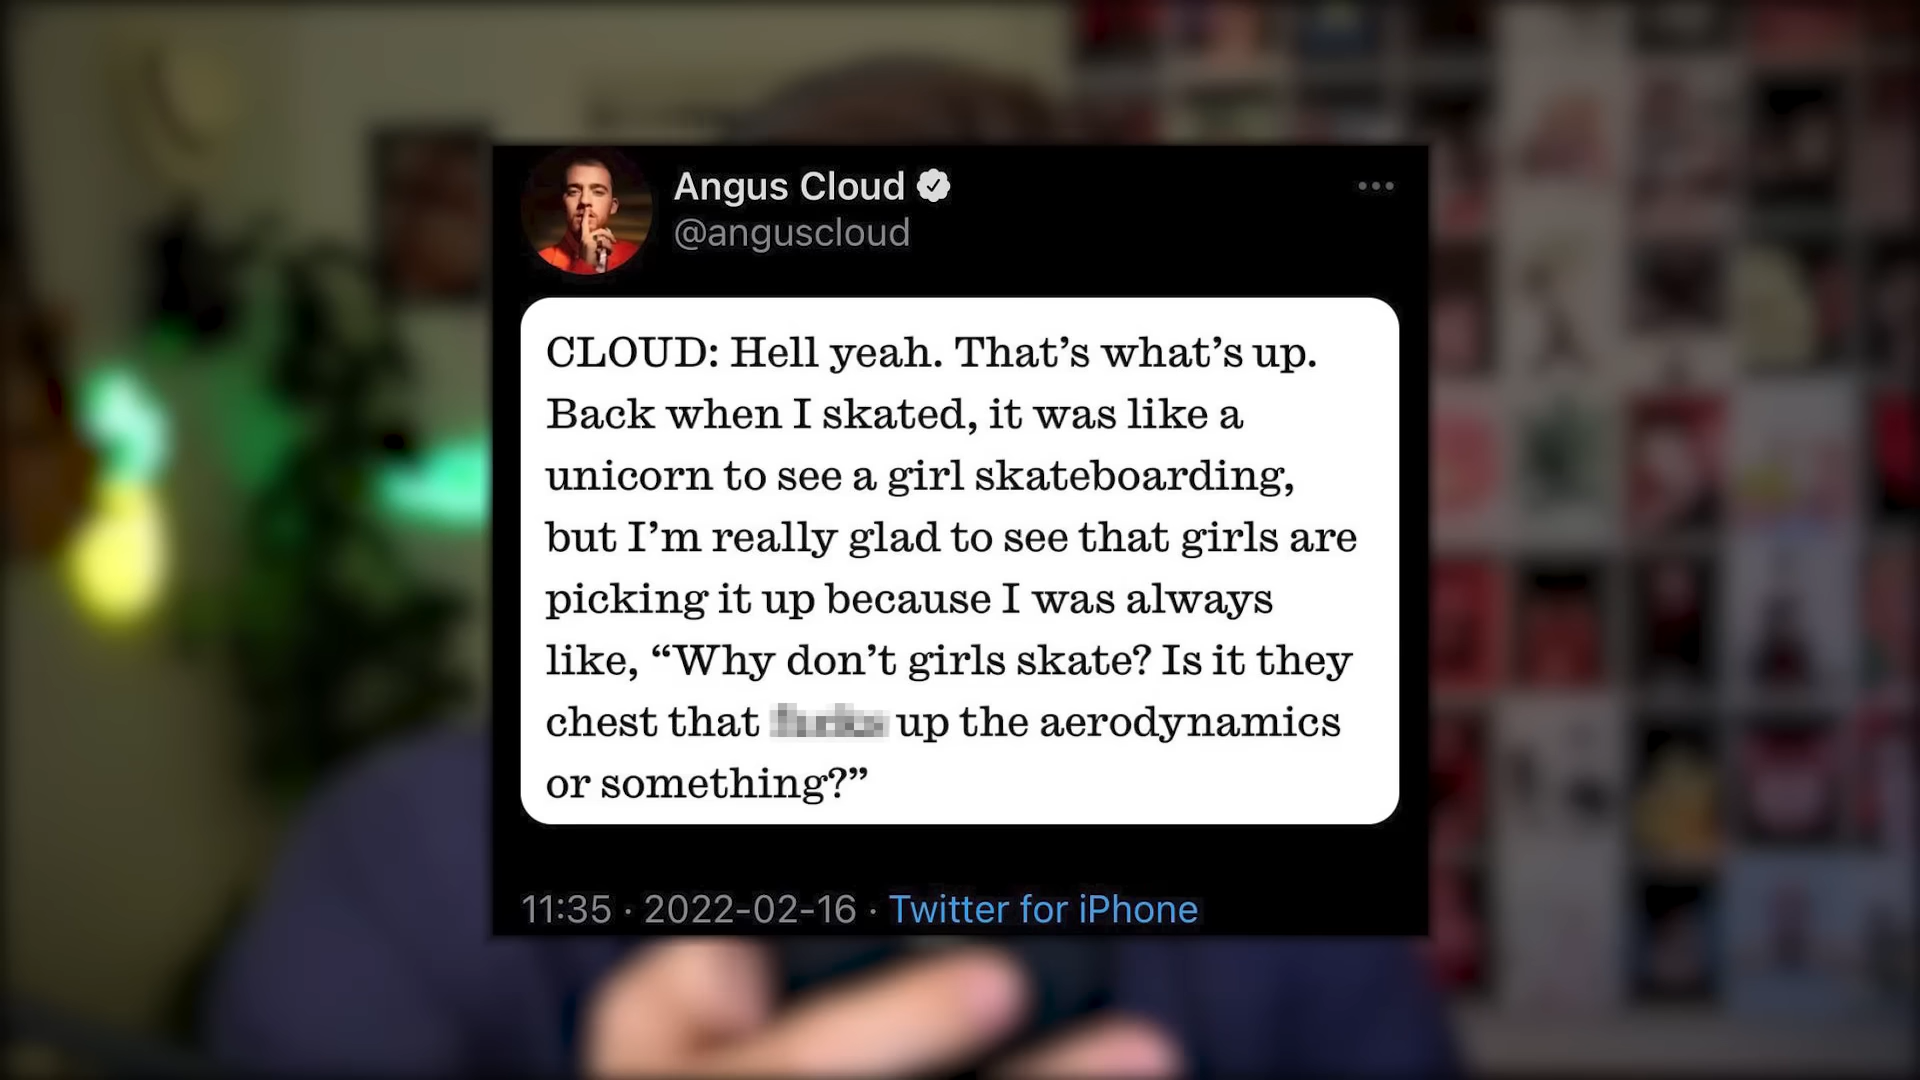 Angus Cloud
@anguscloud
CLOUD: Hell yeah. That’s what’s up.
Back when I skated, it was like a
unicorn to see a girl skateboarding,
but I’m really glad to see that girls are
picking it up because I was always
like, “Why don’t girls skate? Is it they
chest that up the aerodynamics
or something?”
11:35 · 2022-02-16 · Twitter for iPhone